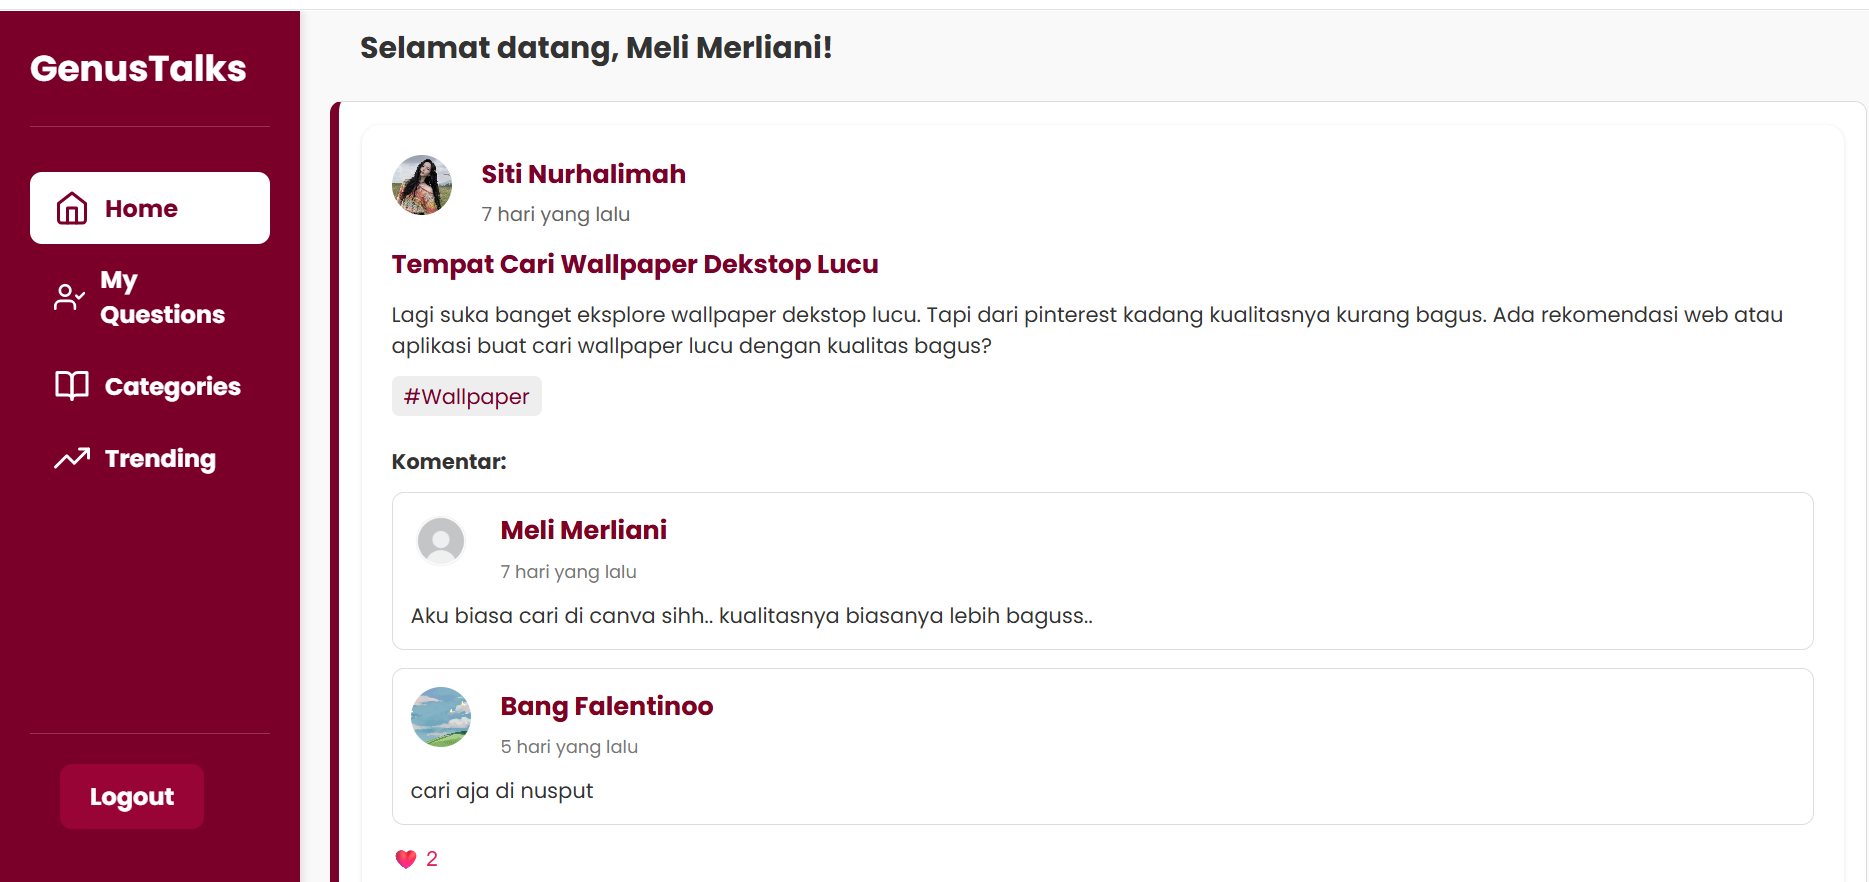 GenusTalks
Home
My
Questions
Categories
Trending
Logout
Selamat datang, Meli Merliani!
Siti Nurhalimah
7 hari yang lalu
Tempat Cari Wallpaper Dekstop Lucu
Lagi suka banget eksplore wallpaper dekstop lucu. Tapi dari pinterest kadang kualitasnya kurang bagus. Ada rekomendasi web atau
aplikasi buat cari wallpaper lucu dengan kualitas bagus?
#Wallpaper
Komentar:
Meli Merliani
7 hari yang lalu
Aku biasa cari di canva sihh.. kualitasnya biasanya lebih baguss..
Bang Falentinoo
5 hari yang lalu
cari aja di nusput
2